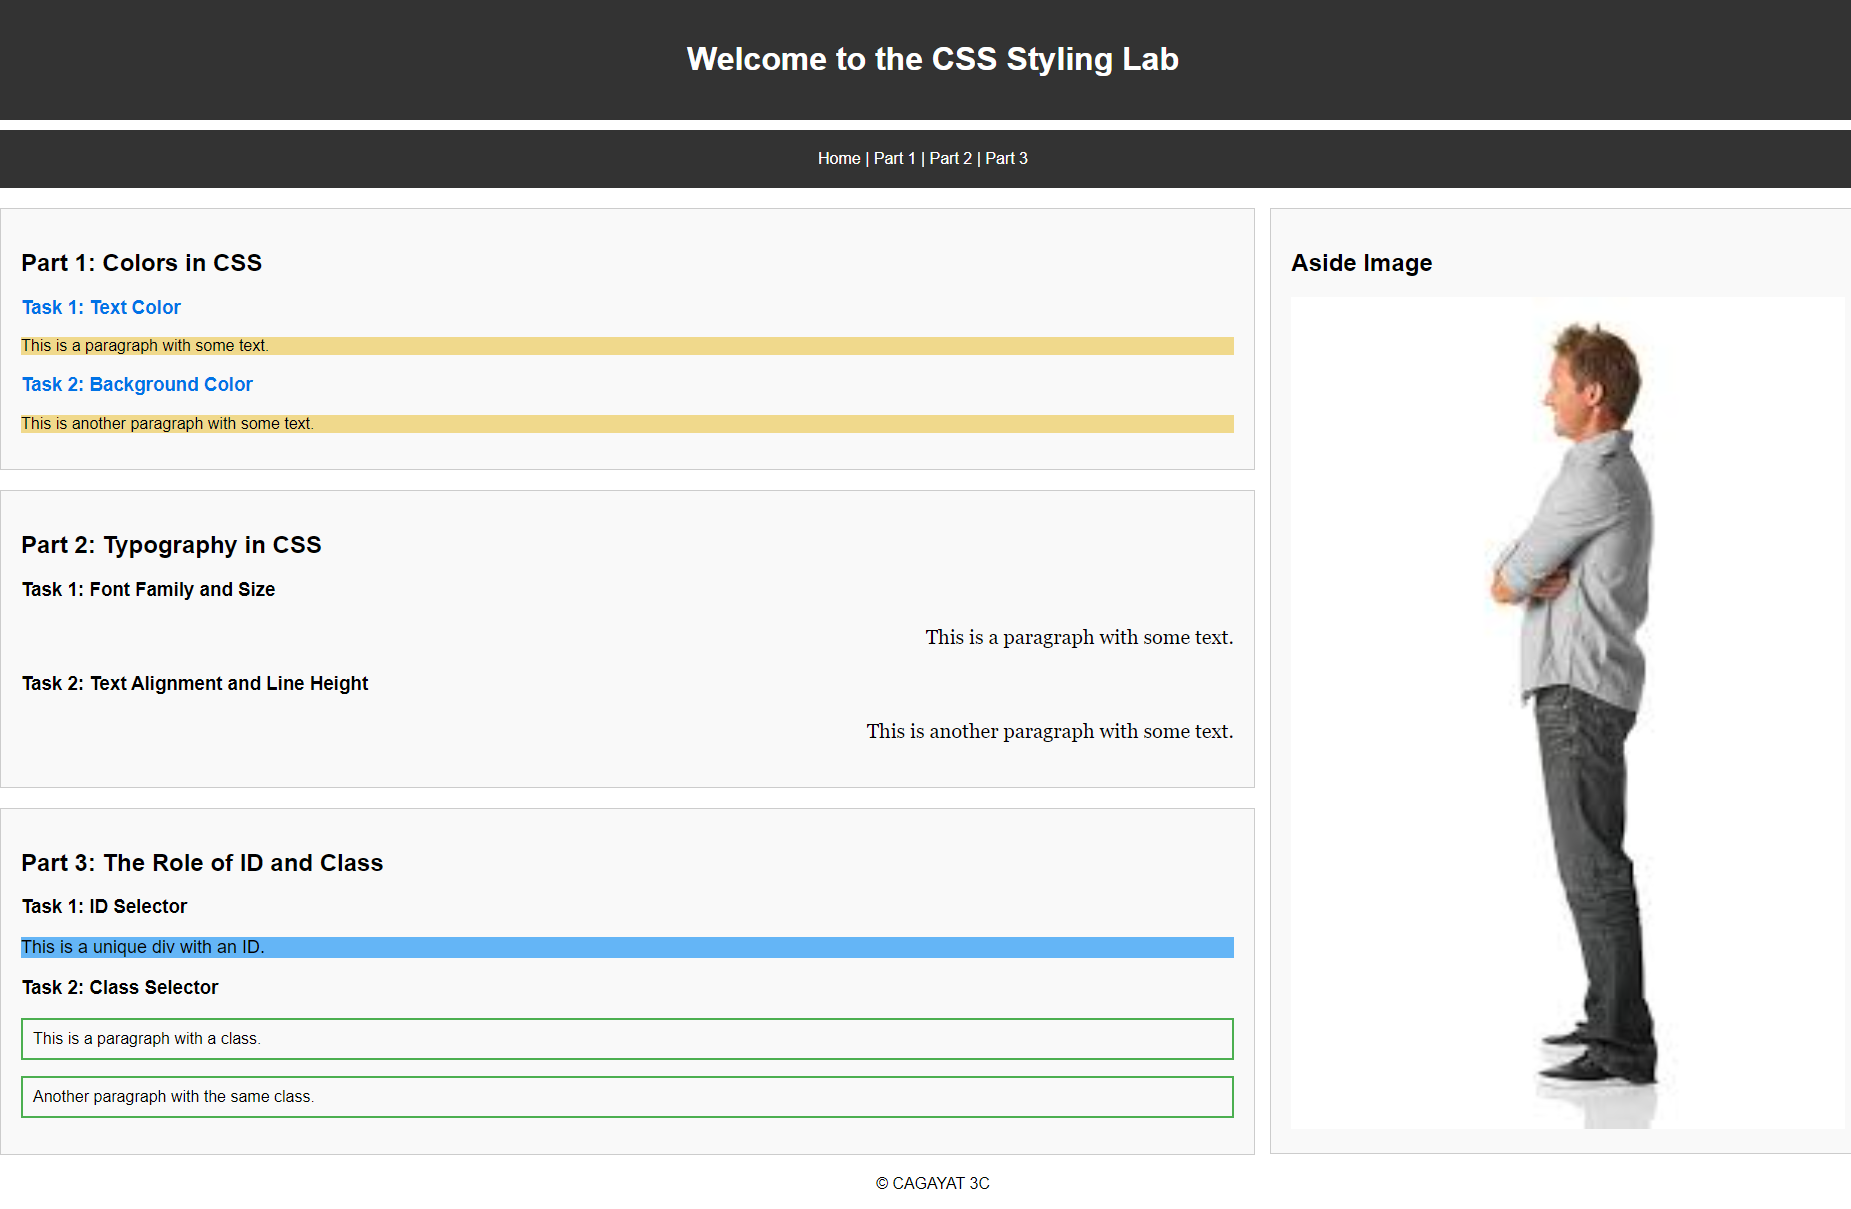 Welcome to the CSS Styling Lab
Home | Part 1 | Part 2 | Part 3
Part 1: Colors in CSS
Task 1: Text Color
This is a paragraph with some text.
Task 2: Background Color
This is another paragraph with some text.
Part 2: Typography in CSS
Task 1: Font Family and Size
This is a paragraph with some text.
Task 2: Text Alignment and Line Height
This is another paragraph with some text.
Part 3: The Role of ID and Class
Task 1: ID Selector
This is a unique div with an ID.
Task 2: Class Selector
This is a paragraph with a class.
Another paragraph with the same class.
Aside Image
© CAGAYAT 3C